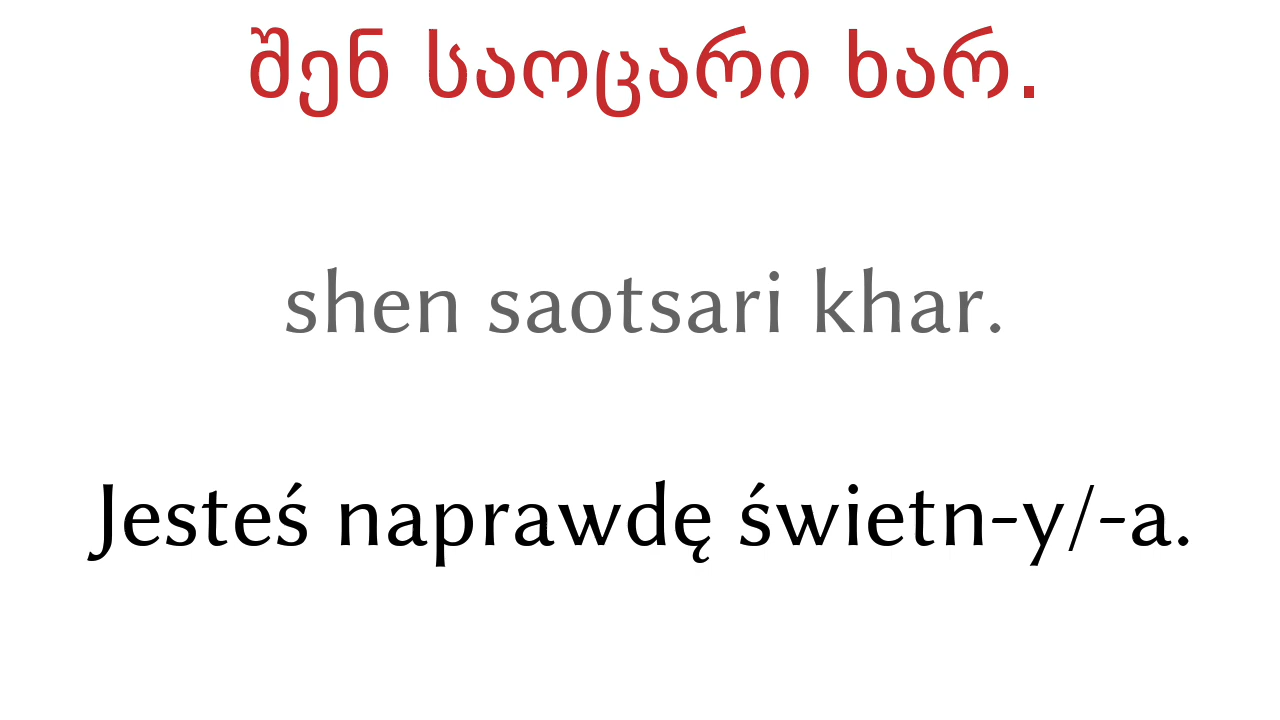 შენ საოცარი ხარ.
shen saotsari khar.
Jesteś naprawdę świetn-y/-a.